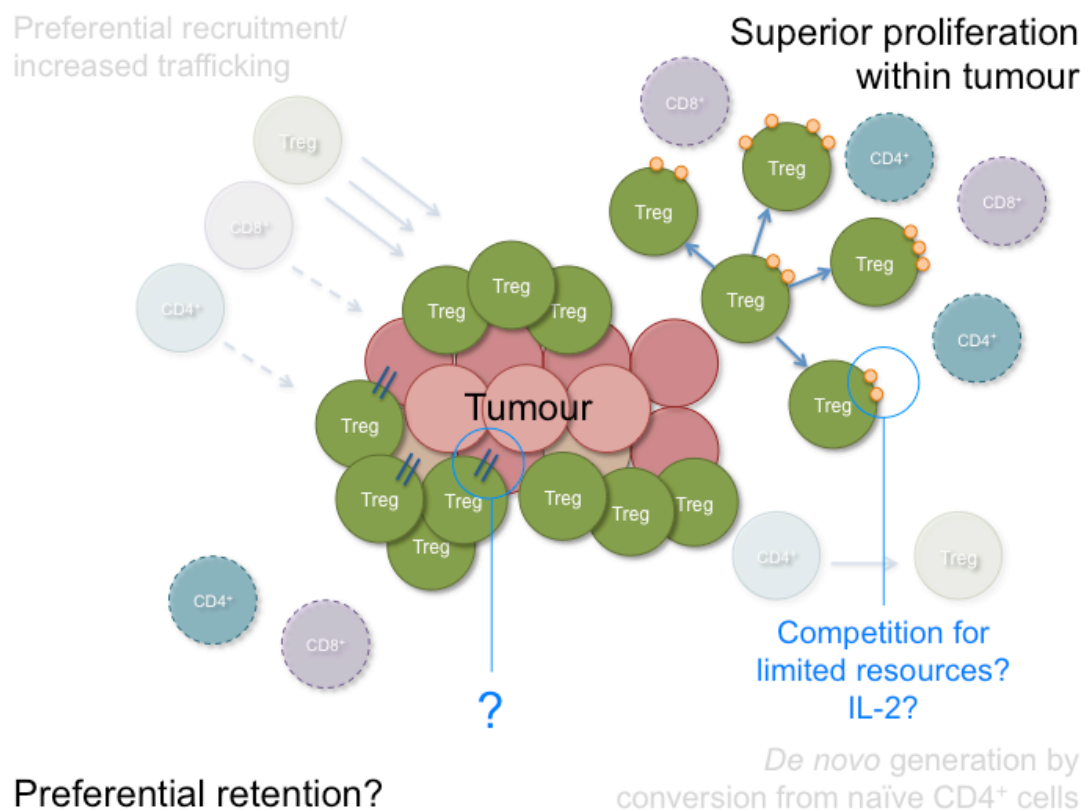 Preferential recruitment/
increased trafficking
Superior proliferation
within tumour
CD8⁺
Treg
Treg
CD4⁺
Treg
CD8⁺
CD8⁺
Treg
Treg
CD4⁺
Treg
Treg
Treg
Treg
CD4⁺
Treg
Tumour
Treg
Treg
Treg
Treg
Treg
Treg
Treg
CD4⁺
Treg
CD4⁺
CD8⁺
?
Competition for
limited resources?
IL-2?
Preferential retention?
De novo generation by
conversion from naïve CD4⁺ cells